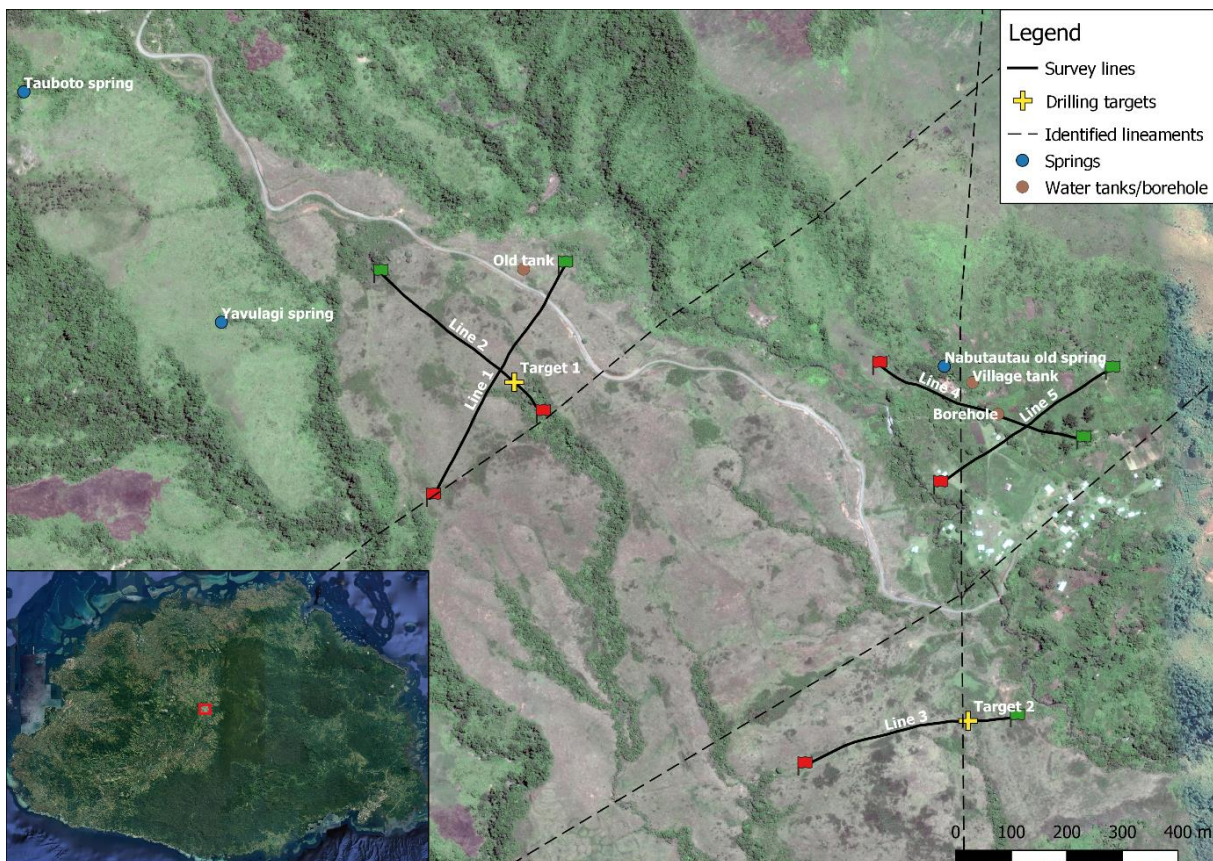 Legend
Survey lines
Drilling targets
Identified lineaments
Springs
Water tanks/borehole
Tauboto spring
Old tank
Yavulagi spring
Line 2
Line 1
Target 1
Nabutautau old spring
Village tank
Line 4
Line 5
Borehole
Line 3
Target 2
0 100 200 300 400 m